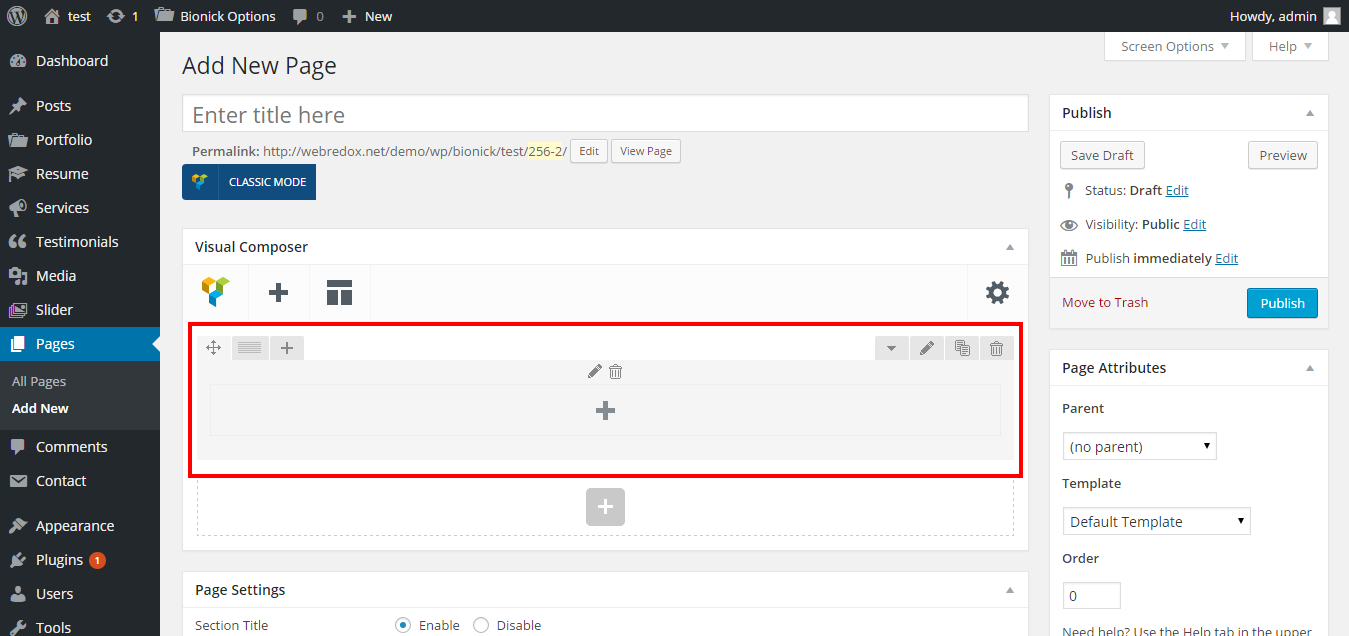 test 1 Bionick Options 0 New Howdy, admin
Dashboard
Posts
Portfolio
Resume
Services
Testimonials
Media
Slider
Pages
All Pages
Add New
Comments
Contact
Appearance
Plugins 1
Users
Tools
Screen Options Help
Add New Page
Enter title here
Permalink: http://webredox.net/demo/wp/bionick/test/256-2/ Edit View Page
CLASSIC MODE
Visual Composer
Page Settings
Section Title Enable Disable
Publish
Save Draft Preview
Status: Draft Edit
Visibility: Public Edit
Publish immediately Edit
Move to Trash Publish
Page Attributes
Parent
(no parent)
Template
Default Template
Order
0
Need help? Use the Help tab in the upper